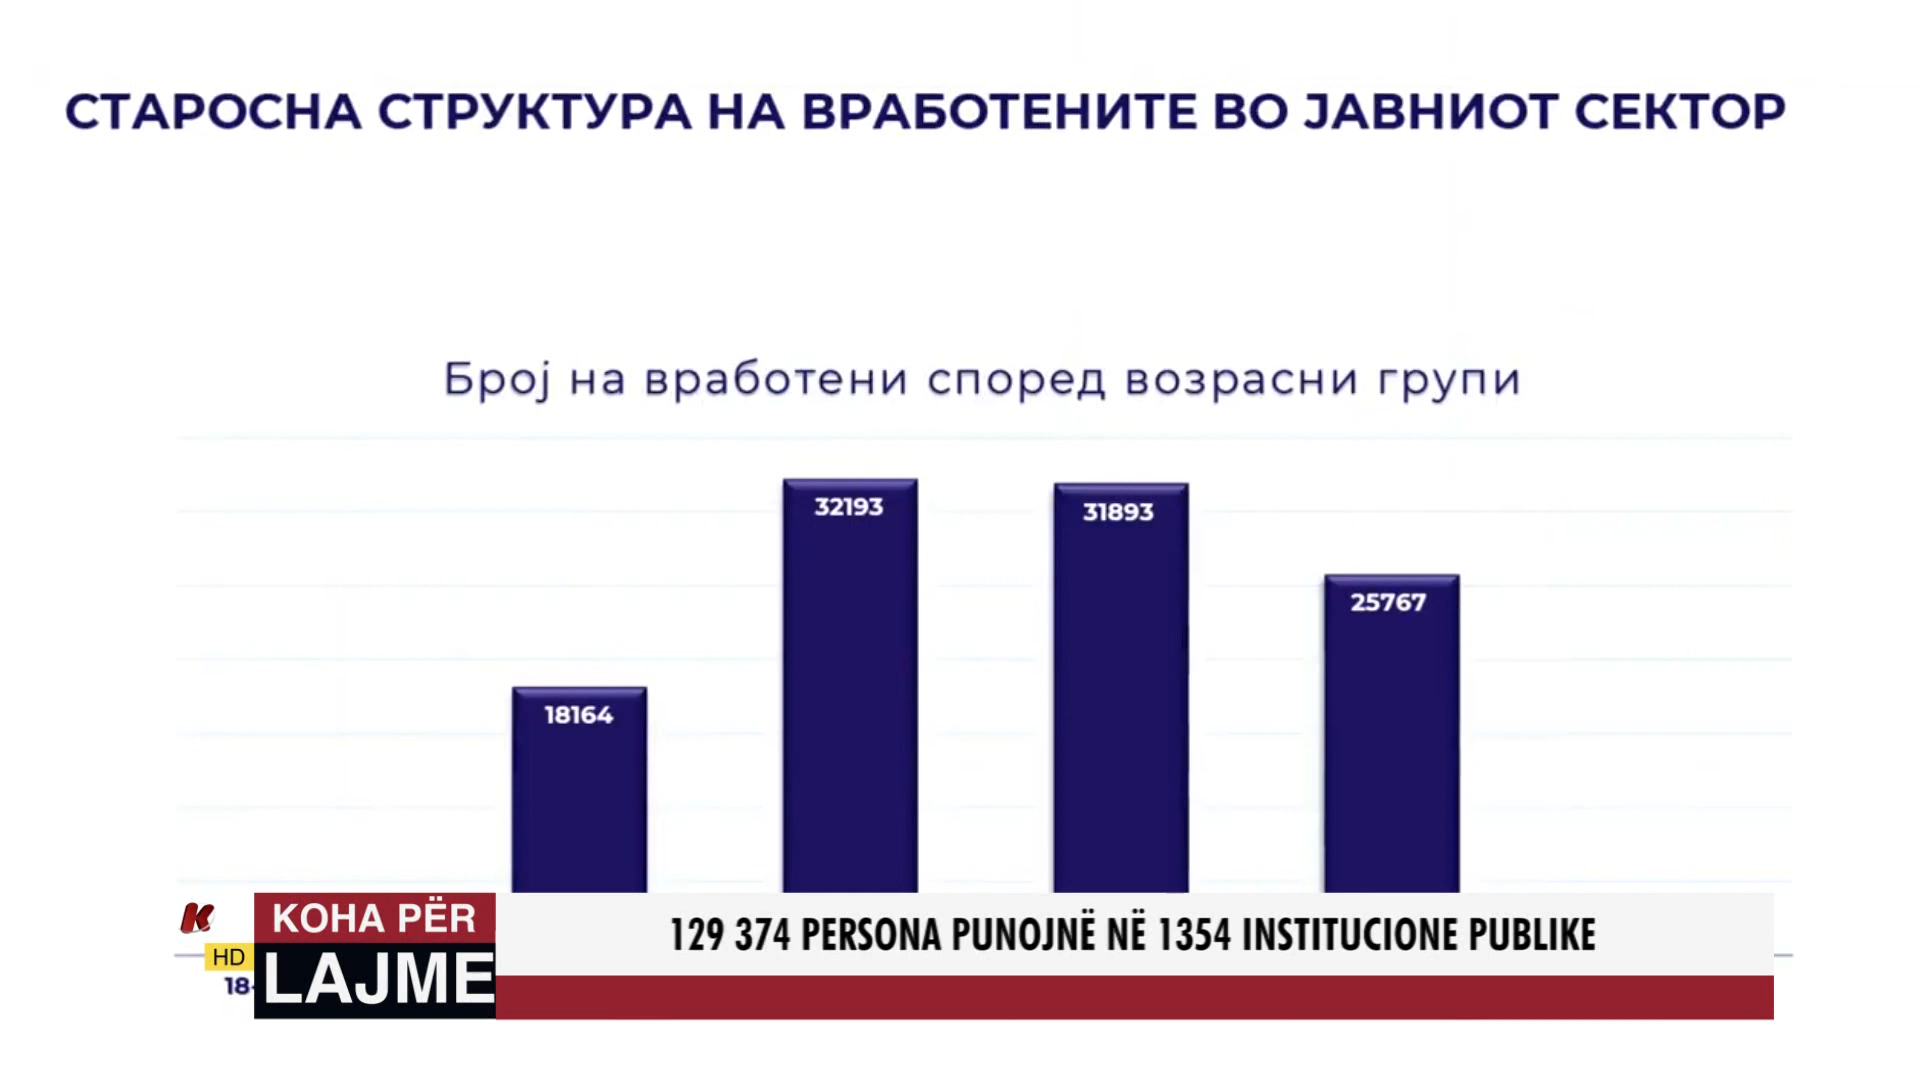 СТАРОСНА СТРУКТУРА НА ВРАБОТЕНИТЕ ВО ЈАВНИОТ СЕКТОР
Број на вработени според возрасни групи
32193
31893
25767
18164
K
KOHA PËR
129 374 PERSONA PUNOJNË NË 1354 INSTITUCIONE PUBLIKE
HD
LAJME
18-